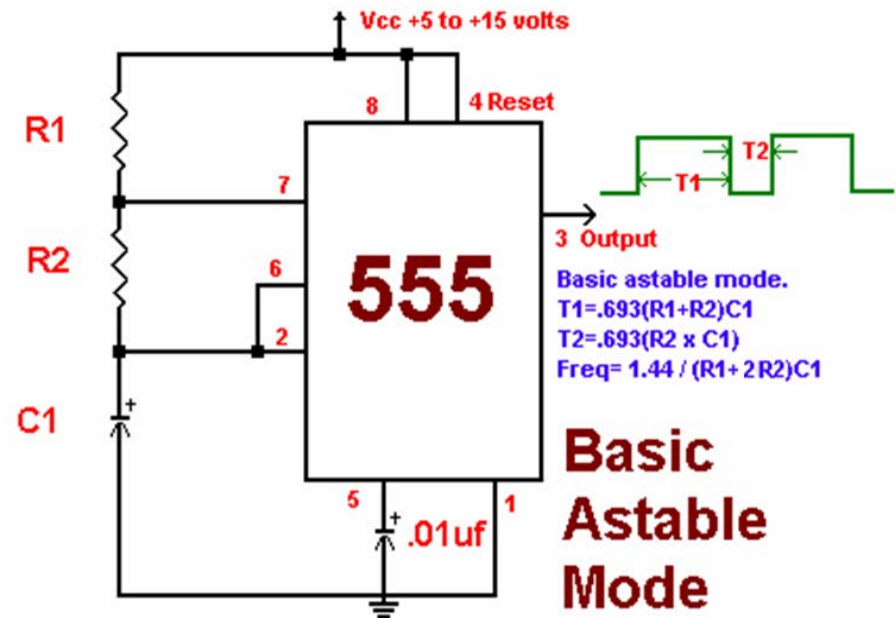 Vcc +5 to +15 volts
8
4 Reset
R1
7
T1
T2
3 Output
R2
6
555
Basic astable mode.
T1=.693(R1+R2)C1
T2=.693(R2 x C1)
Freq= 1.44 / (R1+2R2)C1
2
C1
+
5
+
.01uf
1
Basic
Astable
Mode